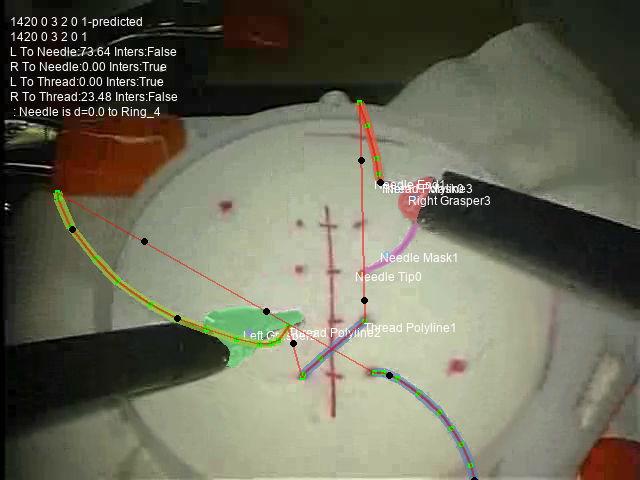 1420 0 3 2 0 1-predicted
1420 0 3 2 0 1
L To Needle:73.64 Inters:False
R To Needle:0.00 Inters:True
L To Thread:0.00 Inters:True
R To Thread:23.48 Inters:False
: Needle is d=0.0 to Ring_4
Right Grasper3
Needle Mask1
Needle Tip0
Thread Polyline1
Thread Polyline2